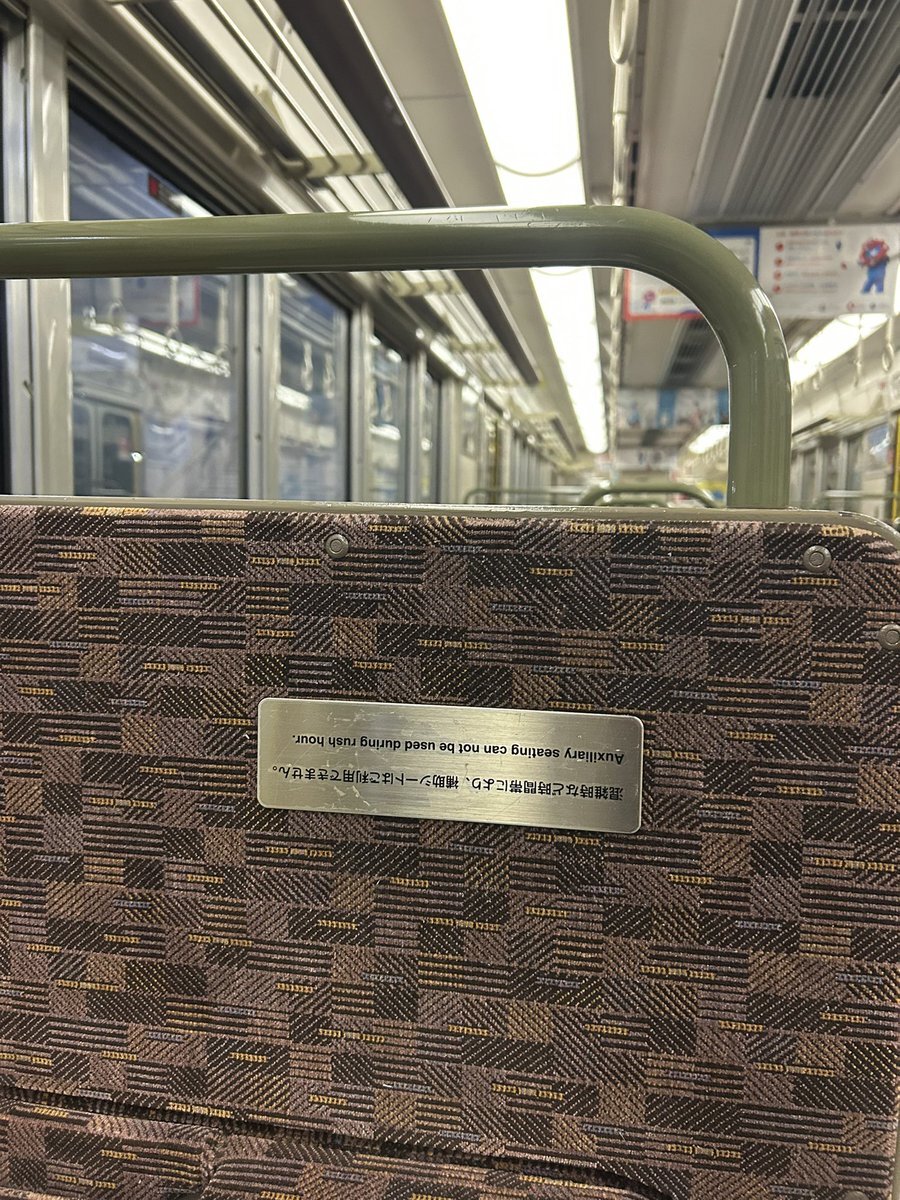 混雑時など時間帯により、補助シートはご利用できません。
Auxiliary seating can not be used during rush hour.